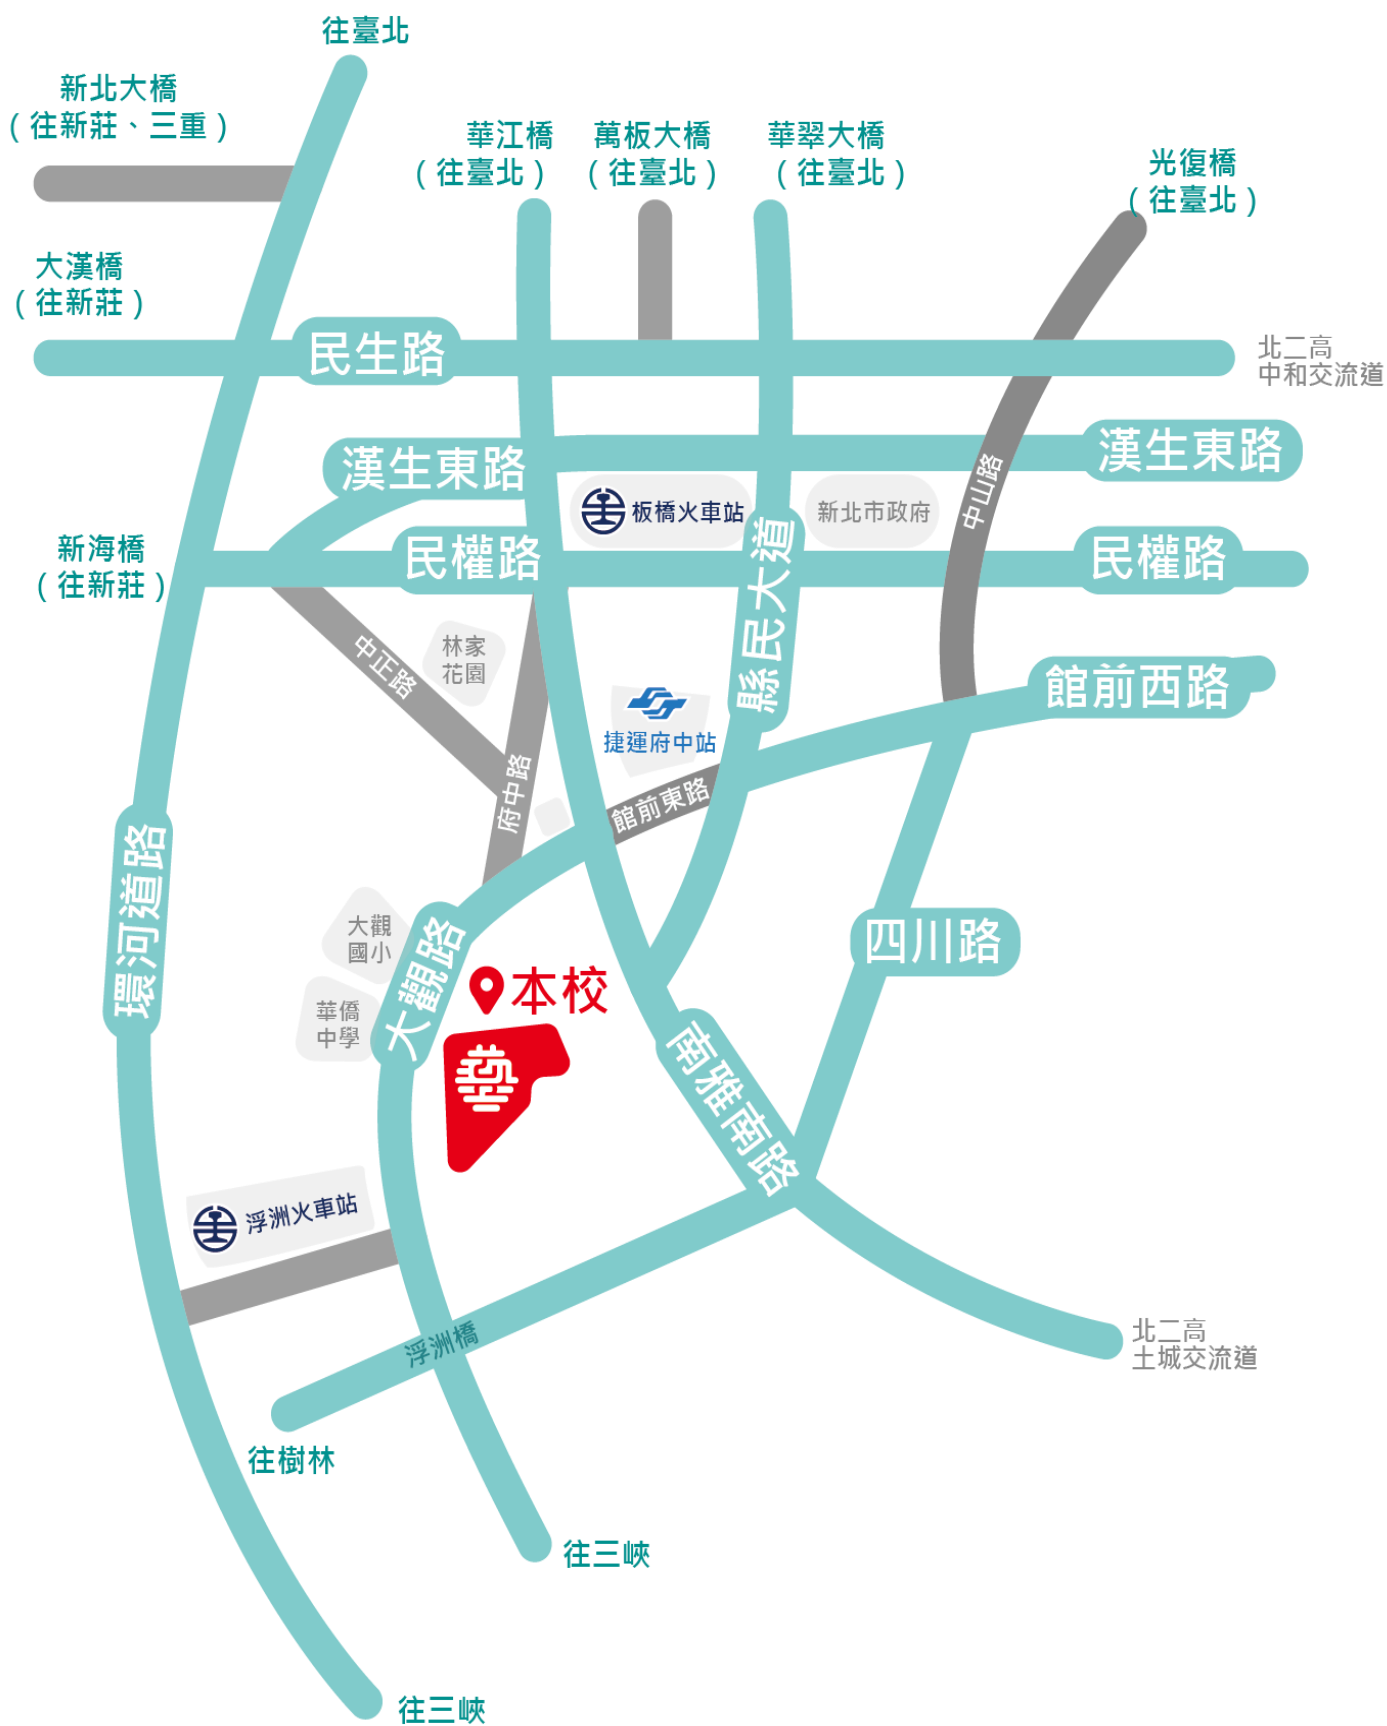 往臺北
新北大橋
（往新莊、三重）
華江橋
（往臺北）
萬板大橋
（往臺北）
華翠大橋
（往臺北）
光復橋
（往臺北）
大漢橋
（往新莊）
民生路
北二高
中和交流道
漢生東路
漢生東路
中山路
板橋火車站
新北市政府
新海橋
（往新莊）
民權路
民權路
縣民大道
中正路
林家
花園
館前西路
捷運府中站
府中路
館前東路
環河道路
大觀
國小
大觀路
四川路
本校
華僑
中學
藝
南雅南路
浮洲火車站
浮洲橋
北二高
土城交流道
往樹林
往三峽
往三峽